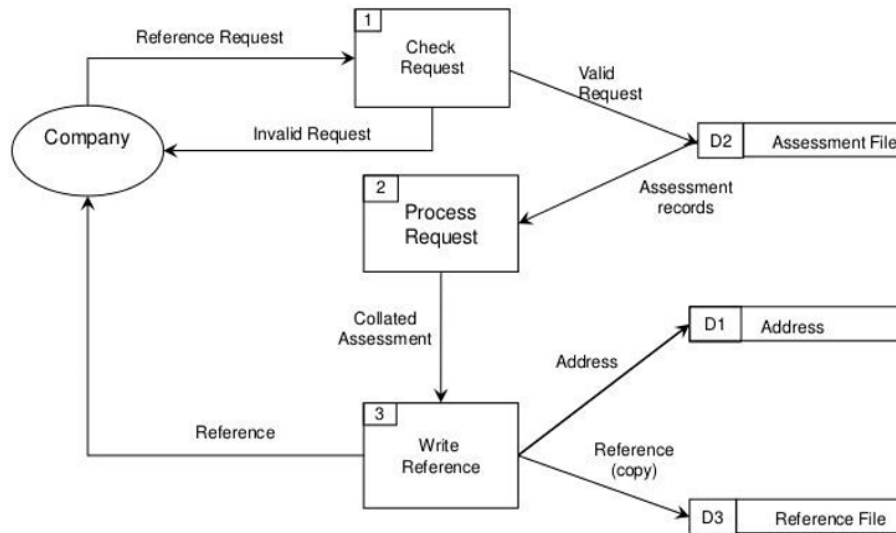 Reference Request
1
Check
Request
Valid
Request
Company
Invalid Request
D2
Assessment File
2
Process
Request
Assessment
records
Collated
Assessment
D1
Address
Address
3
Write
Reference
Reference
Reference
(copy)
D3
Reference File